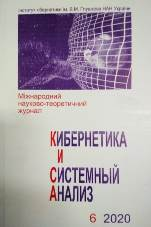 Інститут кібернетики ім. В.М. Глушкова НАН України
Міжнародний
науково-теоретичний
журнал
КИБЕРНЕТИКА
И СИСТЕМНЫЙ
АНАЛИЗ
6 2020